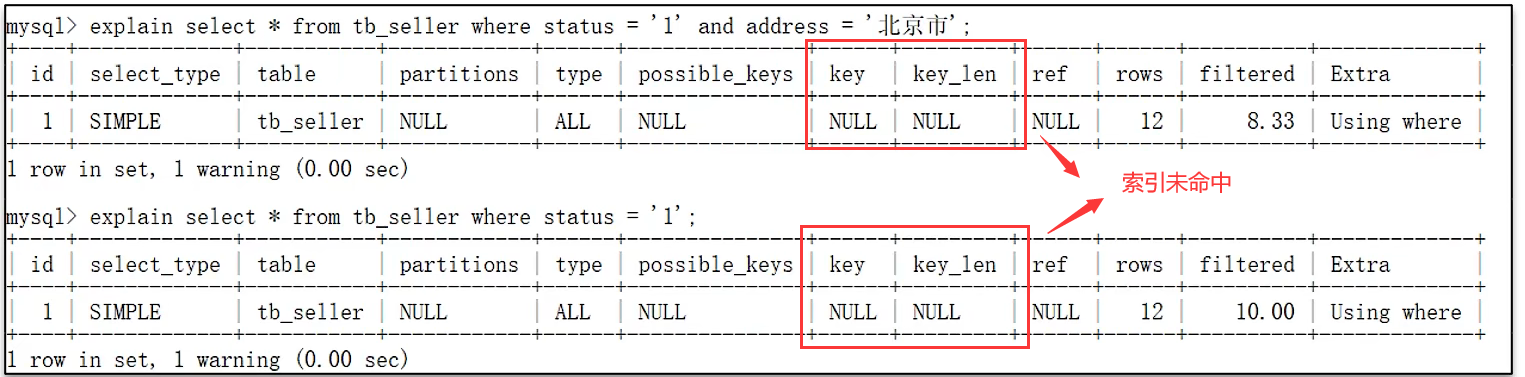 mysql> explain select * from tb_seller where status = '1' and address = '北京市';
+----+-------------+-----------+------------+------+---------------+------+---------+------+------+----------+-------------+
| id | select_type | table | partitions | type | possible_keys | key | key_len | ref | rows | filtered | Extra |
+----+-------------+-----------+------------+------+---------------+------+---------+------+------+----------+-------------+
| 1 | SIMPLE | tb_seller | NULL | ALL | NULL | NULL | NULL | NULL | 12 | 8.33 | Using where |
+----+-------------+-----------+------------+------+---------------+------+---------+------+------+----------+-------------+
1 row in set, 1 warning (0.00 sec)
索引未命中
mysql> explain select * from tb_seller where status = '1';
+----+-------------+-----------+------------+------+---------------+------+---------+------+------+----------+-------------+
| id | select_type | table | partitions | type | possible_keys | key | key_len | ref | rows | filtered | Extra |
+----+-------------+-----------+------------+------+---------------+------+---------+------+------+----------+-------------+
| 1 | SIMPLE | tb_seller | NULL | ALL | NULL | NULL | NULL | NULL | 12 | 10.00 | Using where |
+----+-------------+-----------+------------+------+---------------+------+---------+------+------+----------+-------------+
1 row in set, 1 warning (0.00 sec)